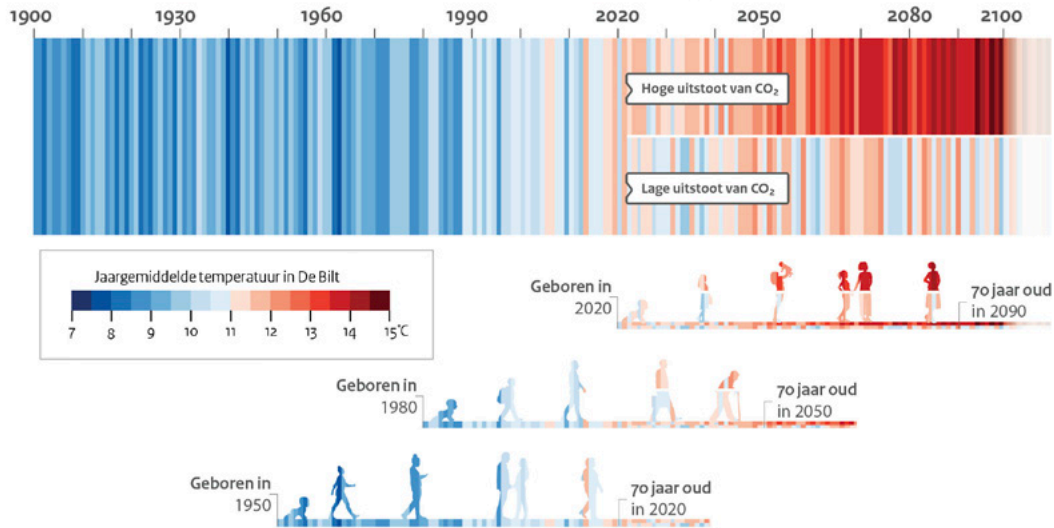 1900 1930 1960 1990 2020 2050 2080 2100
Hoge uitstoot van CO₂
Lage uitstoot van CO₂
Jaargemiddelde temperatuur in De Bilt
7 8 9 10 11 12 13 14 15°C
Geboren in
2020
70 jaar oud
in 2090
Geboren in
1980
70 jaar oud
in 2050
Geboren in
1950
70 jaar oud
in 2020